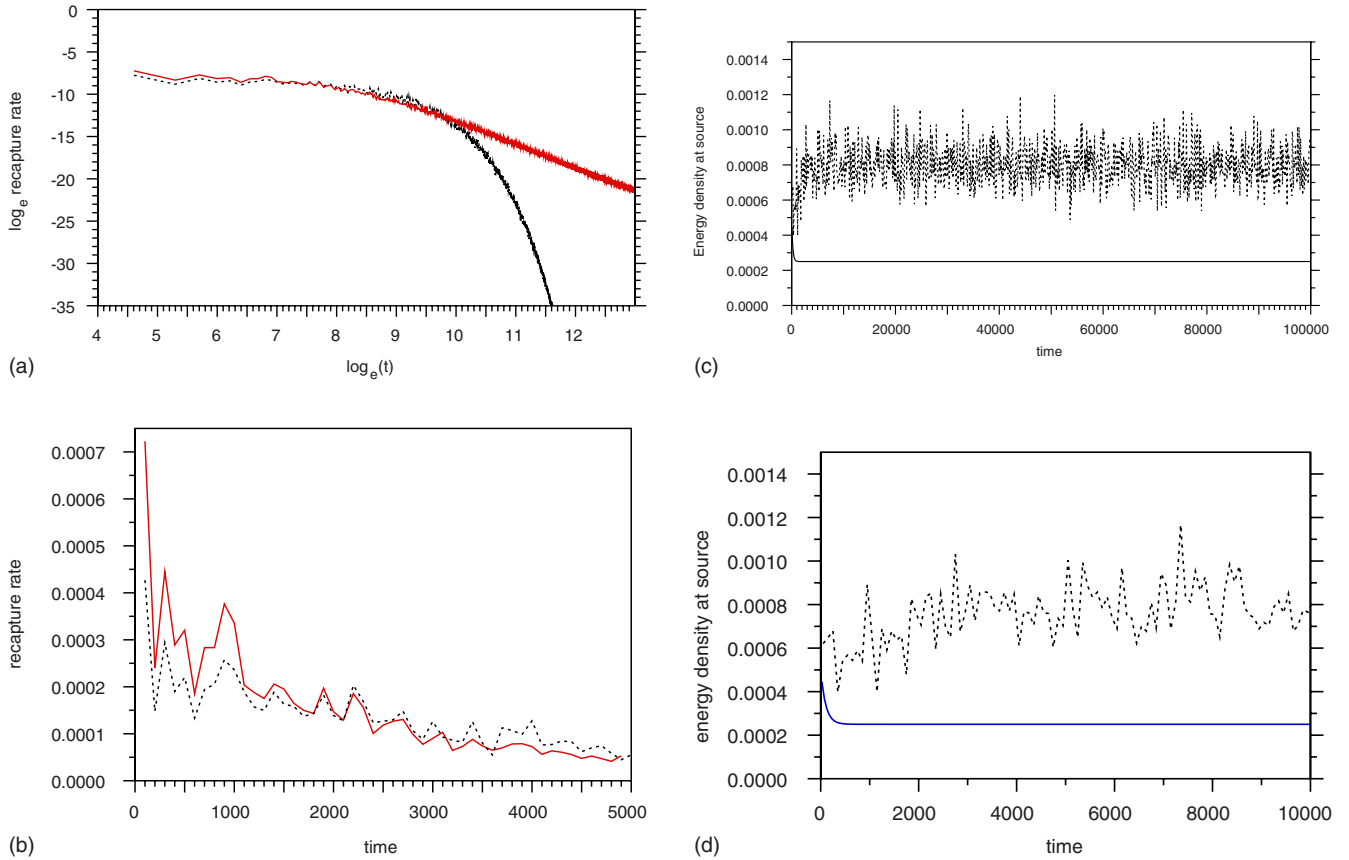 0
-5
-10
-15
-20
-25
-30
-35
4 5 6 7 8 9 10 11 12
log e recapture rate
log e (t)
(a)
0.0014
0.0012
0.0010
0.0008
0.0006
0.0004
0.0002
0.0000
0 20000 40000 60000 80000 100000
Energy density at source
time
(c)
0.0007
0.0006
0.0005
0.0004
0.0003
0.0002
0.0001
0.0000
0 1000 2000 3000 4000 5000
recapture rate
time
(b)
0.0014
0.0012
0.0010
0.0008
0.0006
0.0004
0.0002
0.0000
0 2000 4000 6000 8000 10000
energy density at source
time
(d)